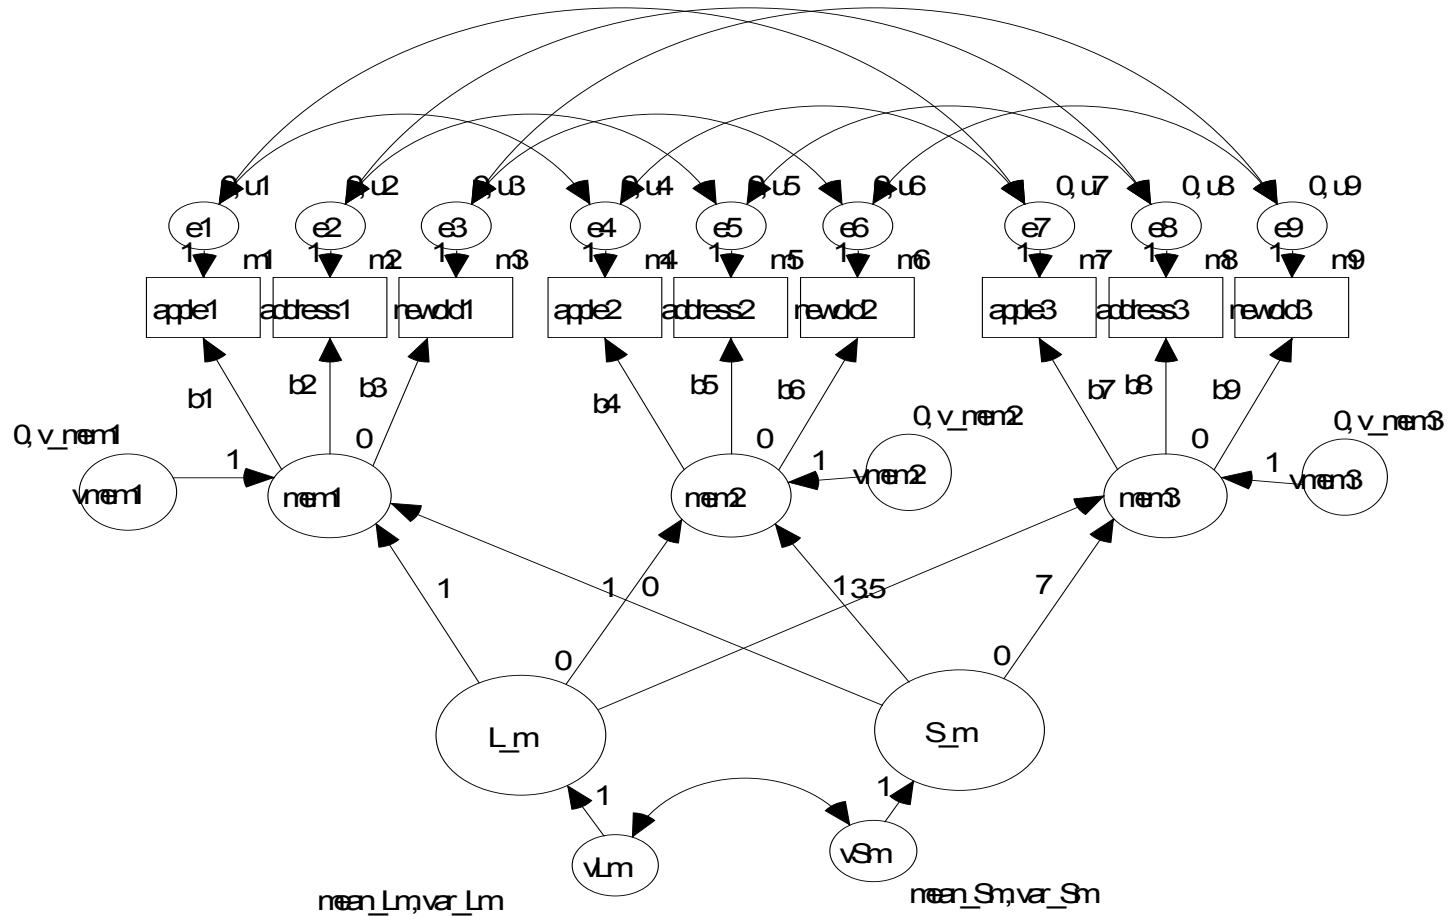 0, u1 0, u2 0, u3 0, u4 0, u5 0, u6 0, u7 0, u8 0, u9
e1 e2 e3 e4 e5 e6 e7 e8 e9
1 1 1 1 1 1 1 1 1
m1 m2 m3 m4 m5 m6 m7 m8 m9
apple1 address1 newold1 apple2 address2 newold2 apple3 address3 newold3
b1 b2 b3 b4 b5 b6 b7 b8 b9
0, v_mem1 0 0, v_mem2 0 0, v_mem3 0
1 1 1
vmem1 mem1 mem2 vmem2 mem3 vmem3
1 1 0 1 3.5 7
0 0
L_m S_m
1 1
vLm vSm
mean_Lm, var_Lm mean_Sm, var_Sm